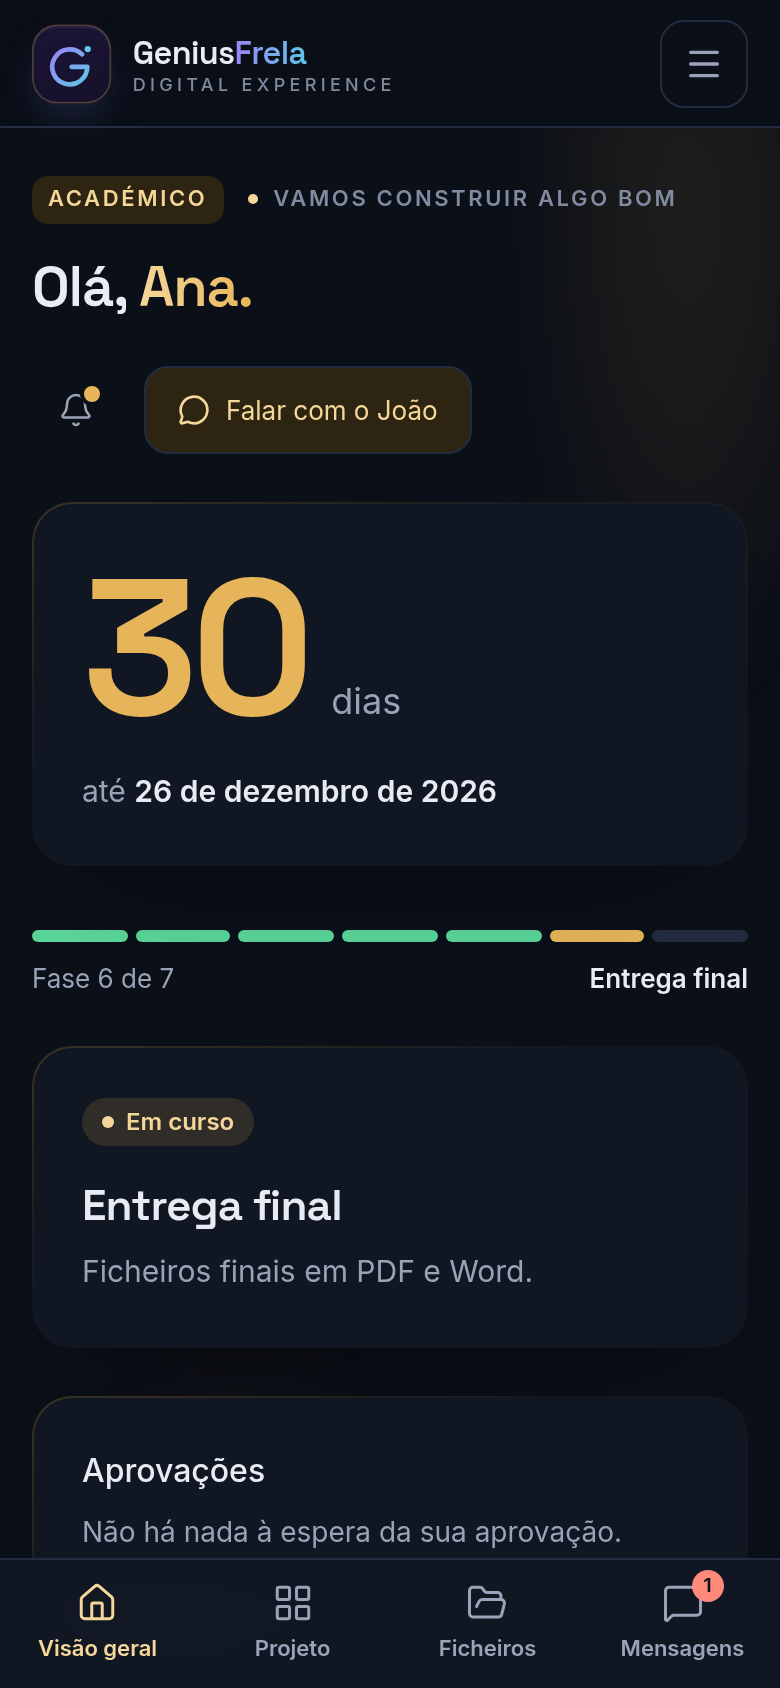 GeniusFrela
DIGITAL EXPERIENCE
ACADÉMICO
VAMOS CONSTRUIR ALGO BOM
Olá, Ana.
Falar com o João
30 dias
até 26 de dezembro de 2026
Fase 6 de 7
Entrega final
Em curso
Entrega final
Ficheiros finais em PDF e Word.
Aprovações
Não há nada à espera da sua aprovação.
1
Visão geral
Projeto
Ficheiros
Mensagens